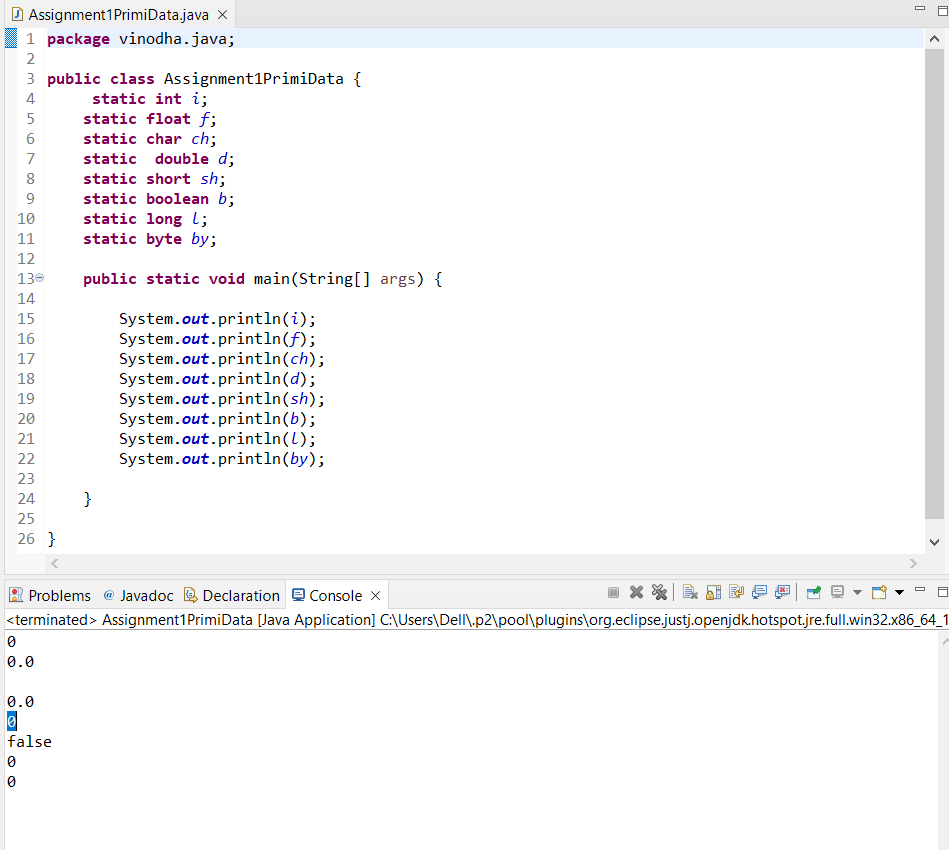 Assignment1PrimiData.java
1 package vinodha.java;
2
3 public class Assignment1PrimiData {
4 static int i;
5 static float f;
6 static char ch;
7 static  double d;
8 static short sh;
9 static boolean b;
10 static long l;
11 static byte by;
12
13 public static void main(String[] args) {
14
15 System.out.println(i);
16 System.out.println(f);
17 System.out.println(ch);
18 System.out.println(d);
19 System.out.println(sh);
20 System.out.println(b);
21 System.out.println(l);
22 System.out.println(by);
23
24 }
25
26 }
Problems @ Javadoc Declaration Console
<terminated> Assignment1PrimiData [Java Application] C:\Users\Dell\.p2\pool\plugins\org.eclipse.justj.openjdk.hotspot.jre.full.win32.x86_64_1
0
0.0
0.0
0
false
0
0